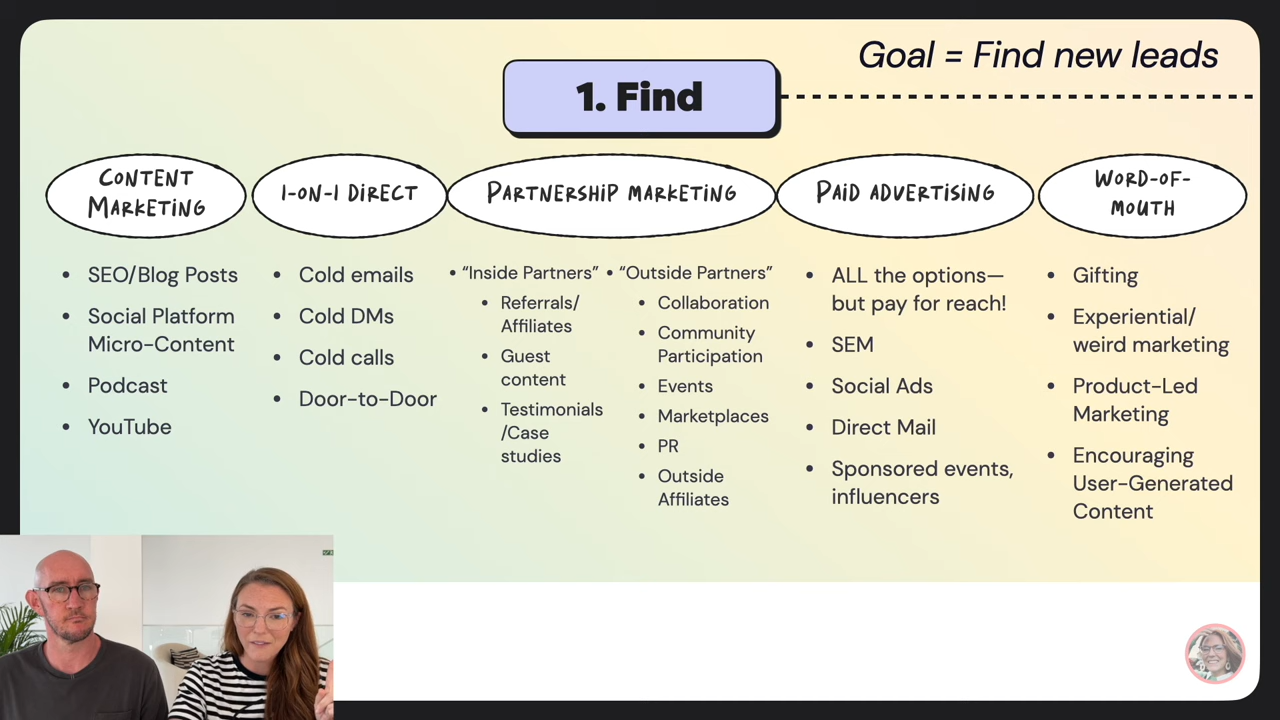 Goal = Find new leads
1. Find
CONTENT
MARKETING
1-ON-1 DIRECT
PARTNERSHIP MARKETING
PAID ADVERTISING
WORD-OF-
MOUTH
• SEO/Blog Posts
• Social Platform
Micro-Content
• Podcast
• YouTube
• Cold emails
• Cold DMs
• Cold calls
• Door-to-Door
• “Inside Partners”
• Referrals/
Affiliates
• Guest
content
• Testimonials
/Case
studies
• “Outside Partners”
• Collaboration
• Community
Participation
• Events
• Marketplaces
• PR
• Outside
Affiliates
• ALL the options—
but pay for reach!
• SEM
• Social Ads
• Direct Mail
• Sponsored events,
influencers
• Gifting
• Experiential/
weird marketing
• Product-Led
Marketing
• Encouraging
User-Generated
Content